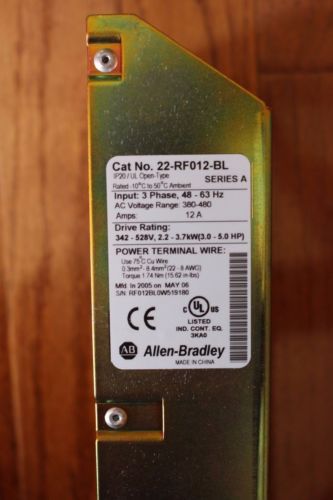 Cat No. 22-RF012-BL
IP20 / UL Open-Type SERIES A
Rated -10°C to 50°C Ambient
Input: 3 Phase, 48 - 63 Hz
AC Voltage Range: 380-480
Amps: 12 A
Drive Rating:
342 - 528V, 2.2 - 3.7kW(3.0 - 5.0 HP)
POWER TERMINAL WIRE:
Use 75°C Cu Wire
0.3mm² - 8.4mm² (22 - 8 AWG)
Torque 1.74 Nm (15.62 in-lbs)
Mfd. In 2005 on MAY 06
S/N: RF012BL0W519180
CE
C UL US
LISTED
IND. CONT. EQ.
3KA0
AB Allen-Bradley
MADE IN CHINA